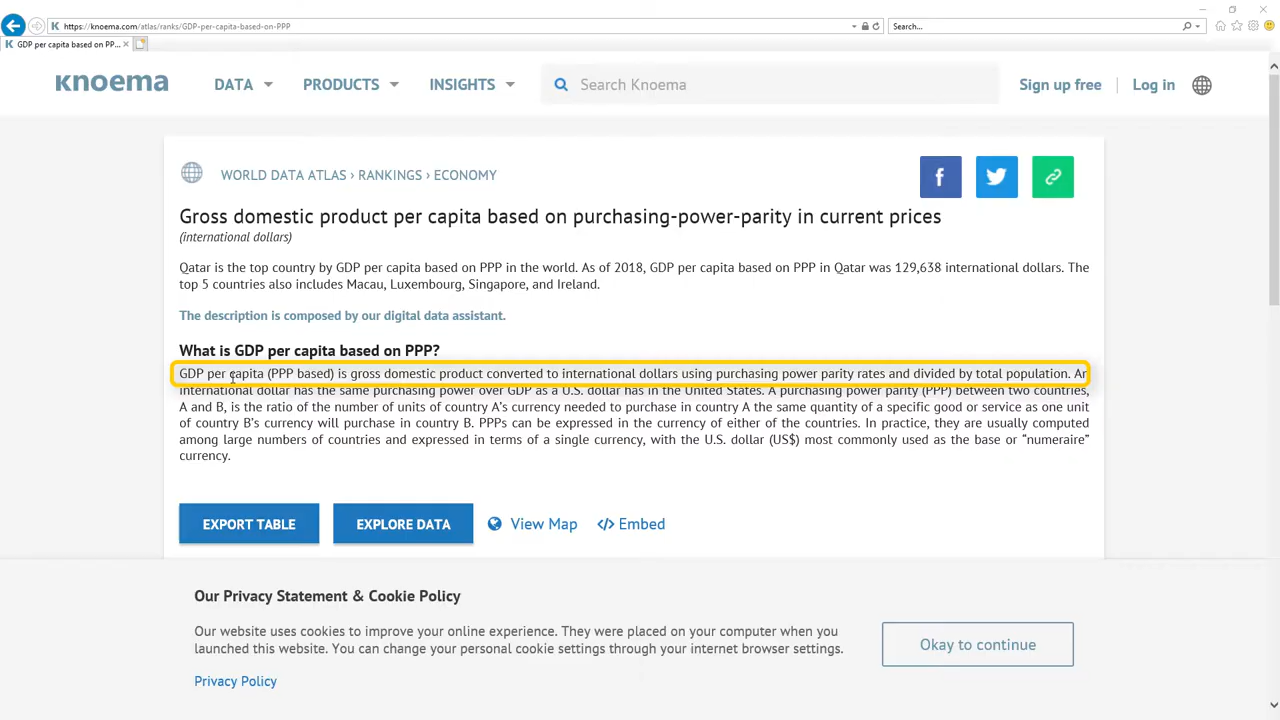 https://knoema.com/atlas/ranks/GDP-per-capita-based-on-PPP
Search...
K GDP per capita based on PP...
knoema
DATA
PRODUCTS
INSIGHTS
Search Knoema
Sign up free
Log in
WORLD DATA ATLAS › RANKINGS › ECONOMY
Gross domestic product per capita based on purchasing-power-parity in current prices
(international dollars)
Qatar is the top country by GDP per capita based on PPP in the world. As of 2018, GDP per capita based on PPP in Qatar was 129,638 international dollars. The
top 5 countries also includes Macau, Luxembourg, Singapore, and Ireland.
The description is composed by our digital data assistant.
What is GDP per capita based on PPP?
GDP per capita (PPP based) is gross domestic product converted to international dollars using purchasing power parity rates and divided by total population. An
international dollar has the same purchasing power over GDP as a U.S. dollar has in the United States. A purchasing power parity (PPP) between two countries,
A and B, is the ratio of the number of units of country A’s currency needed to purchase in country A the same quantity of a specific good or service as one unit
of country B’s currency will purchase in country B. PPPs can be expressed in the currency of either of the countries. In practice, they are usually computed
among large numbers of countries and expressed in terms of a single currency, with the U.S. dollar (US$) most commonly used as the base or “numeraire”
currency.
EXPORT TABLE
EXPLORE DATA
View Map
</> Embed
Our Privacy Statement & Cookie Policy
Our website uses cookies to improve your online experience. They were placed on your computer when you
launched this website. You can change your personal cookie settings through your internet browser settings.
Okay to continue
Privacy Policy